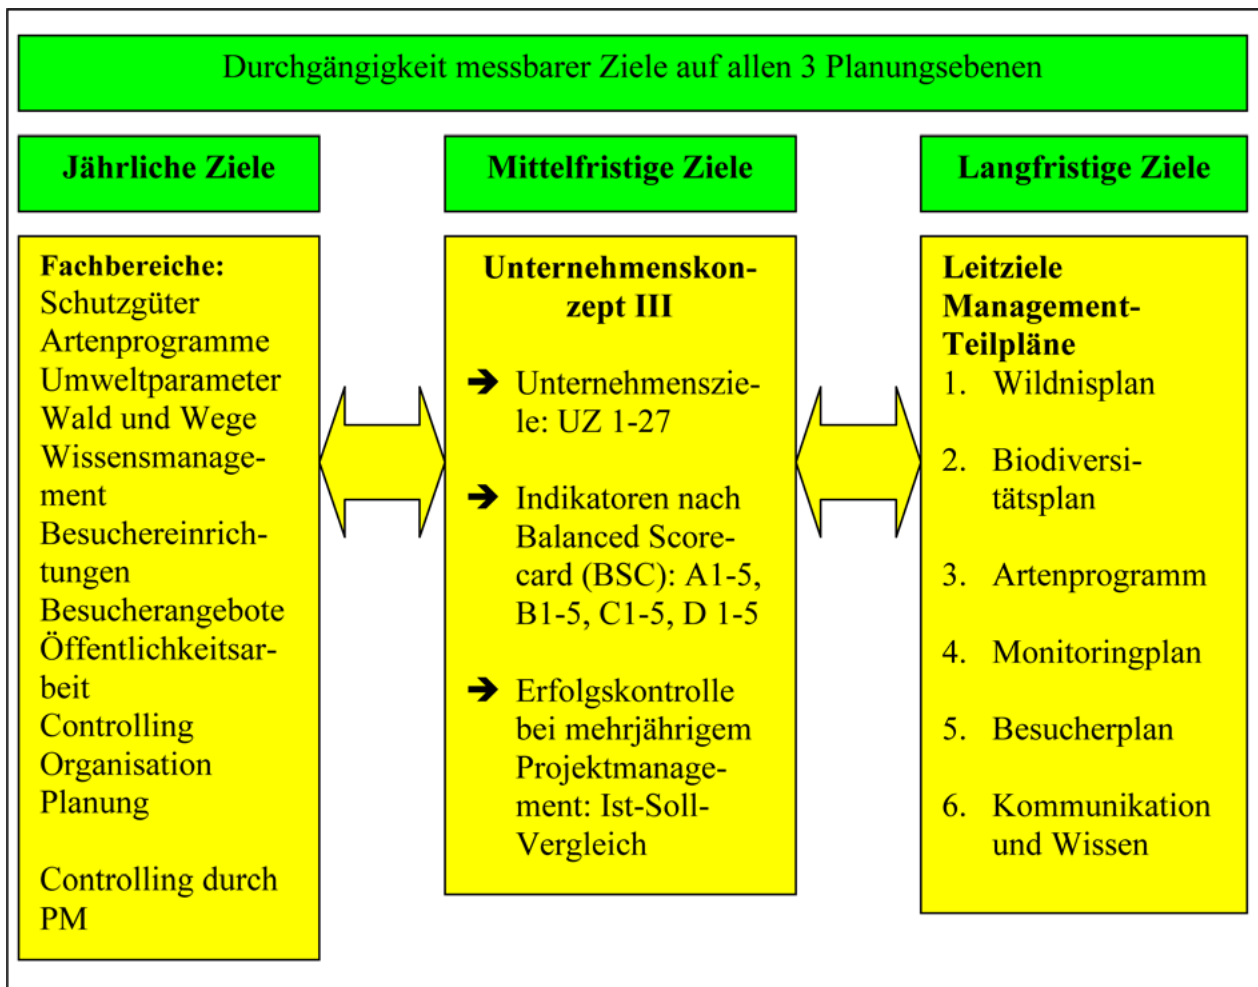 Durchgängigkeit messbarer Ziele auf allen 3 Planungsebenen
Jährliche Ziele
Fachbereiche:
Schutzgüter
Artenprogramme
Umweltparameter
Wald und Wege
Wissensmanage-
ment
Besuchereinrich-
tungen
Besucherangebote
Öffentlichkeitsar-
beit
Controlling
Organisation
Planung
Controlling durch
PM
Mittelfristige Ziele
Unternehmenskon-
zept III
➔ Unternehmenszie-
le: UZ 1-27
➔ Indikatoren nach
Balanced Score-
card (BSC): A1-5,
B1-5, C1-5, D 1-5
➔ Erfolgskontrolle
bei mehrjährigem
Projektmanage-
ment: Ist-Soll-
Vergleich
Langfristige Ziele
Leitziele
Management-
Teilpläne
1. Wildnisplan
2. Biodiversi-
tätsplan
3. Artenprogramm
4. Monitoringplan
5. Besucherplan
6. Kommunikation
und Wissen